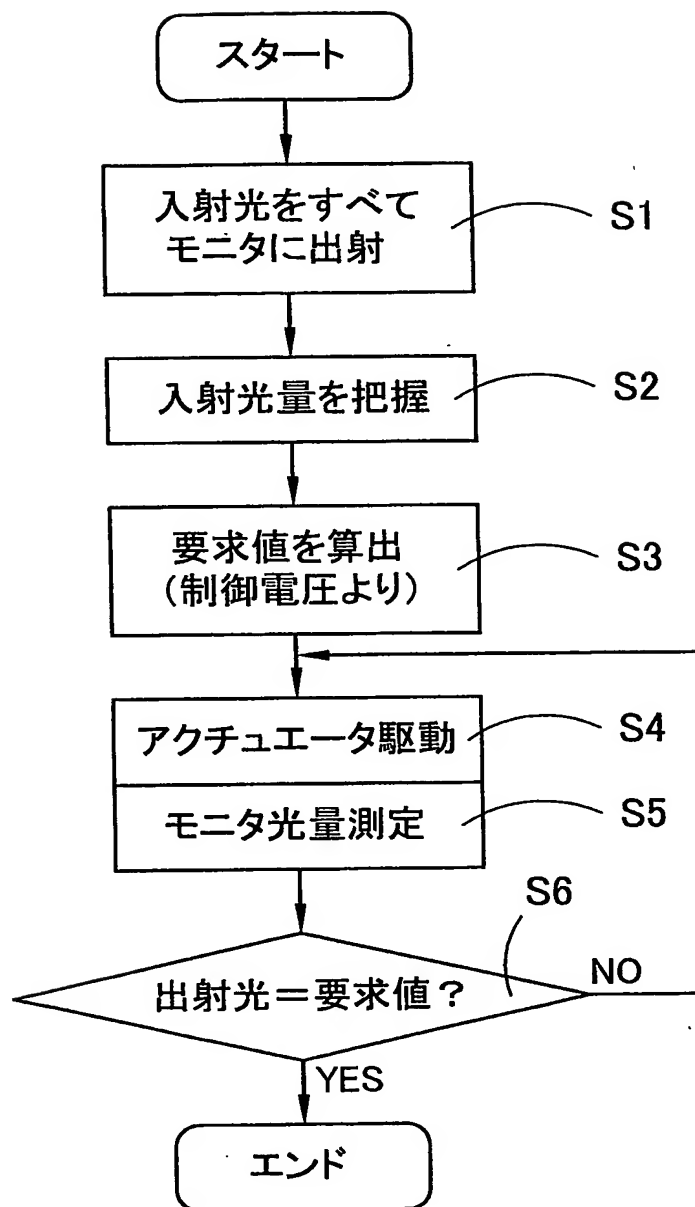 スタート
入射光をすべて
モニタに出射
S1
入射光量を把握
S2
要求値を算出
(制御電圧より)
S3
アクチュエータ駆動
S4
モニタ光量測定
S5
S6
出射光＝要求値？
NO
YES
エンド